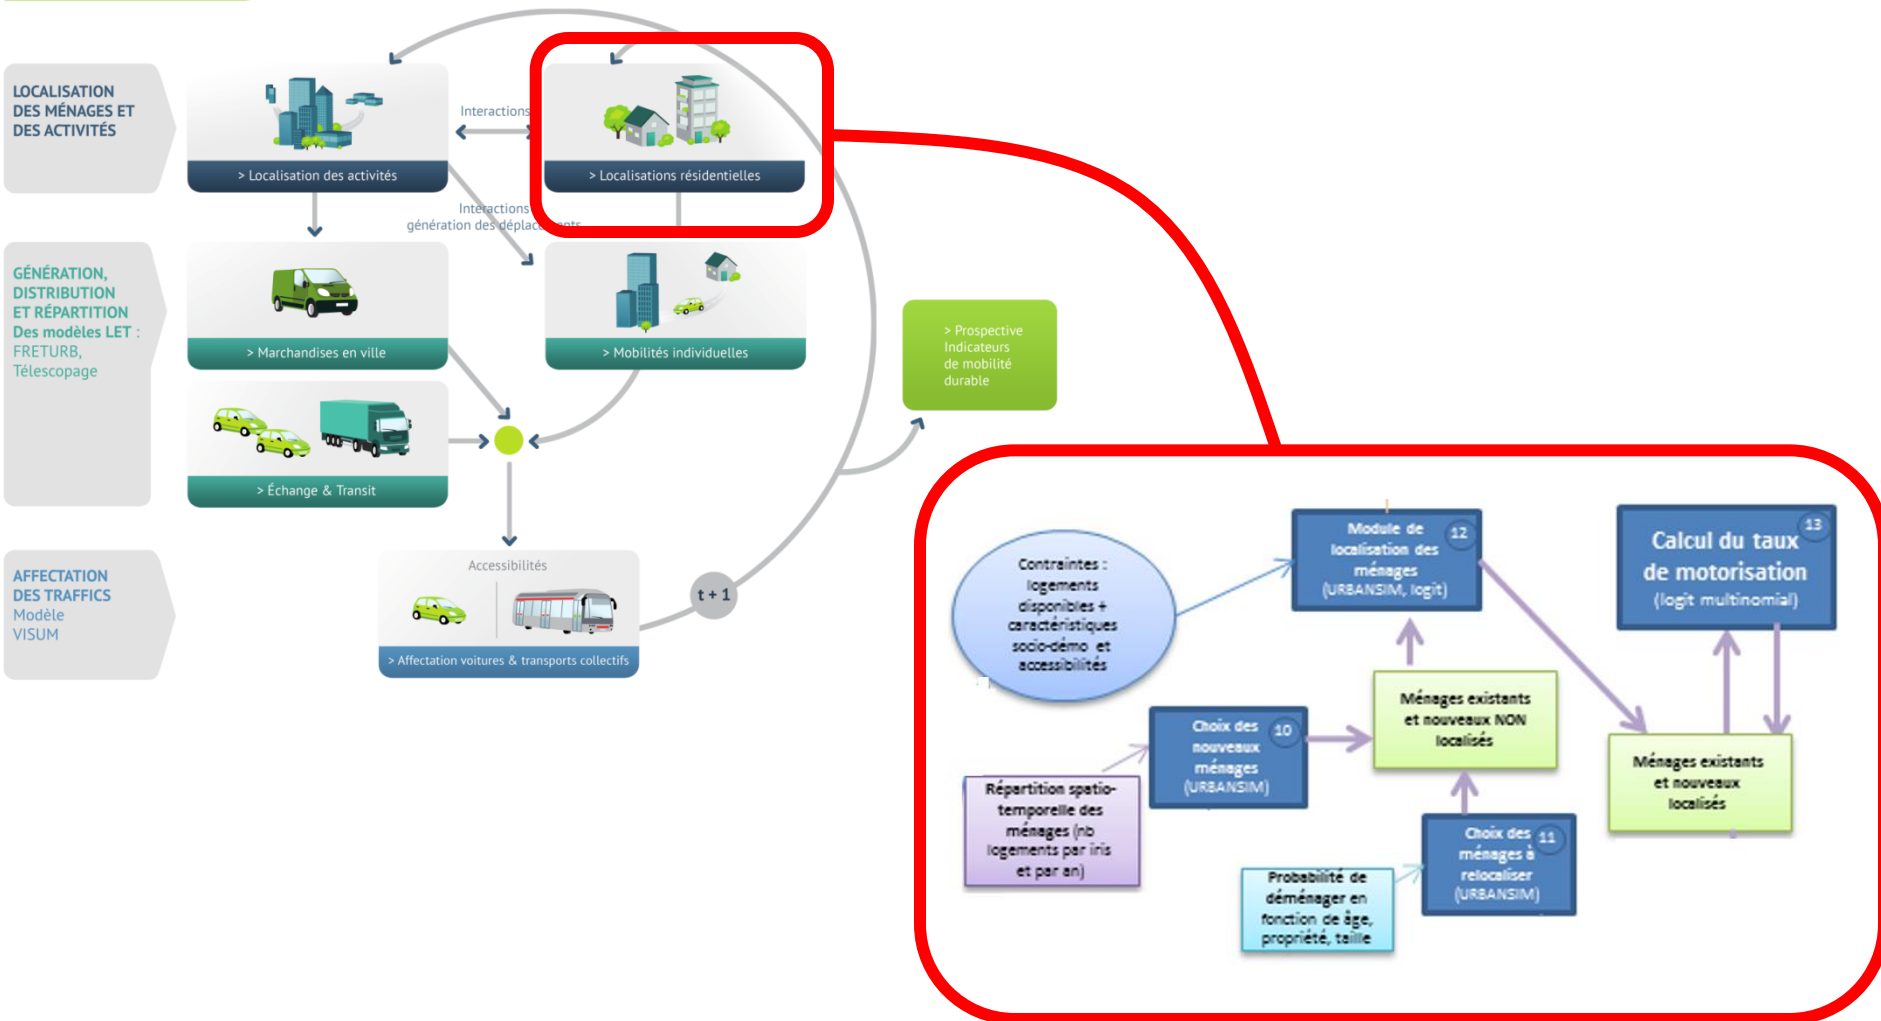 LOCALISATION
DES MÉNAGES ET
DES ACTIVITÉS
> Localisation des activités
Interactions
> Localisations résidentielles
Interactions
génération des déplacements
GÉNÉRATION,
DISTRIBUTION
ET RÉPARTITION
Des modèles LET :
FRETURB,
Télescopage
> Marchandises en ville
> Mobilités individuelles
> Échange & Transit
> Prospective
Indicateurs
de mobilité
durable
AFFECTATION
DES TRAFFICS
Modèle
VISUM
Accessibilités
> Affectation voitures & transports collectifs
t + 1
Contraintes :
logements
disponibles +
caractéristiques
socio-démo et
accessibilités
Module de
localisation des
ménages
(URBANSIM, logit)
12
Calcul du taux
de motorisation
(logit multinomial)
13
Ménages existants
et nouveaux NON
localisés
Choix des
nouveaux
ménages
(URBANSIM)
10
Ménages existants
et nouveaux
localisés
Répartition spatio-
temporelle des
ménages (nb
logements par iris
et par an)
Choix des
ménages à
relocaliser
(URBANSIM)
11
Probabilité de
déménager en
fonction de âge,
propriété, taille